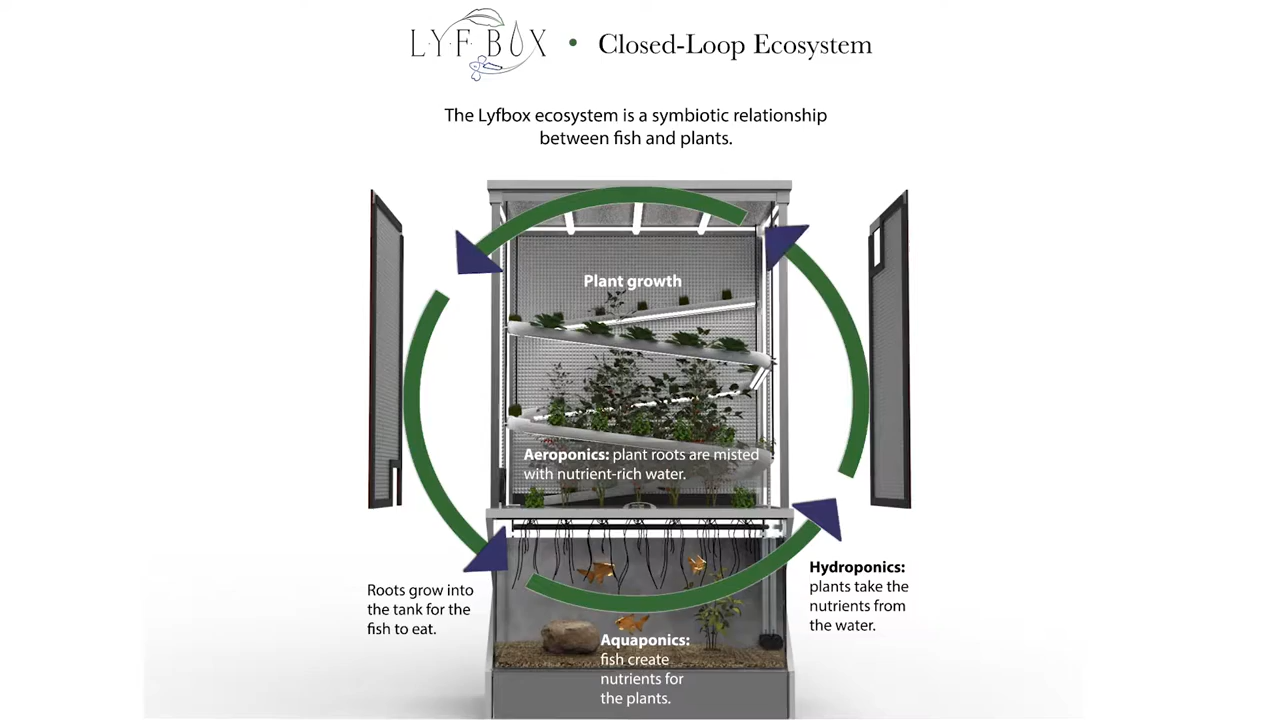 LYFBOX • Closed-Loop Ecosystem
The Lyfbox ecosystem is a symbiotic relationship
between fish and plants.
Plant growth
Aeroponics: plant roots are misted
with nutrient-rich water.
Hydroponics:
plants take the
nutrients from
the water.
Roots grow into
the tank for the
fish to eat.
Aquaponics:
fish create
nutrients for
the plants.